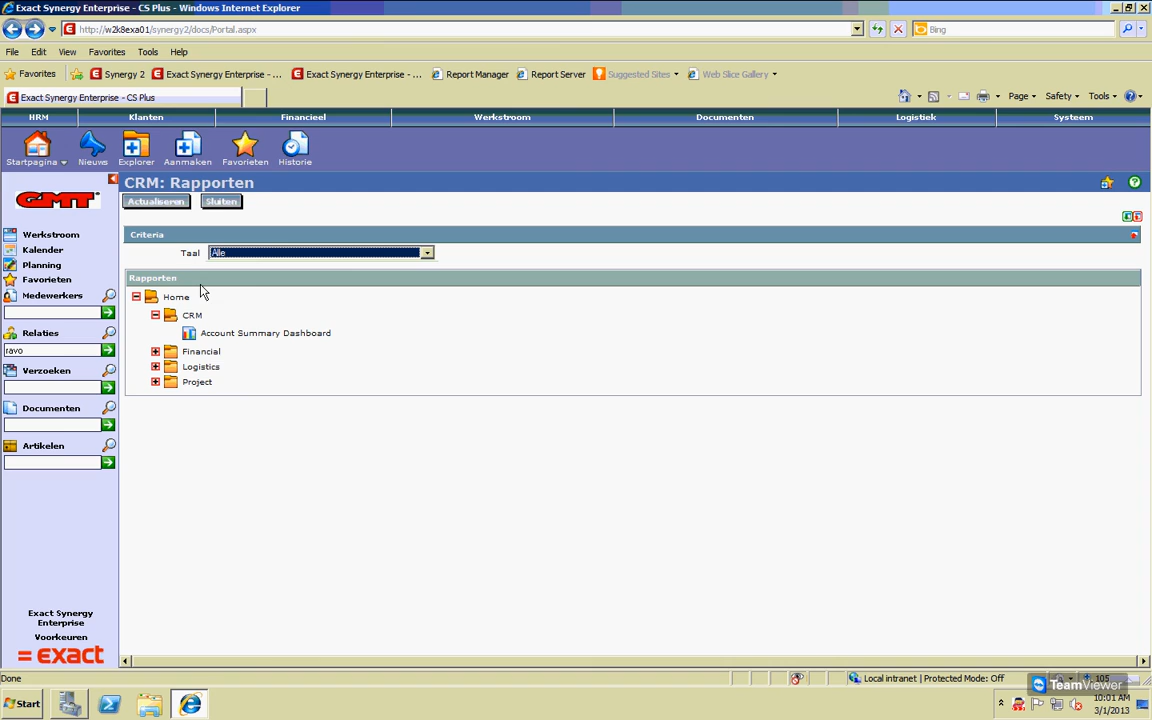 Exact Synergy Enterprise - CS Plus - Windows Internet Explorer
http://w2k8exa01/synergy2/docs/Portal.aspx
Bing
File Edit View Favorites Tools Help
Favorites Synergy 2 Exact Synergy Enterprise - ... Exact Synergy Enterprise - ... Report Manager Report Server Suggested Sites Web Slice Gallery
Exact Synergy Enterprise - CS Plus
Page Safety Tools
HRM Klanten Financieel Werkstroom Documenten Logistiek Systeem
Startpagina Nieuws Explorer Aanmaken Favorieten Historie
CRM: Rapporten
GMT
Actualiseren Sluiten
Criteria
Taal Alle
Rapporten
Home
CRM
Account Summary Dashboard
Financial
Logistics
Project
Werkstroom
Kalender
Planning
Favorieten
Medewerkers
Relaties
ravo
Verzoeken
Documenten
Artikelen
Exact Synergy
Enterprise
Voorkeuren
= exact
Done
Local intranet | Protected Mode: Off
105
TeamViewer
Start
10:01 AM
3/1/2013